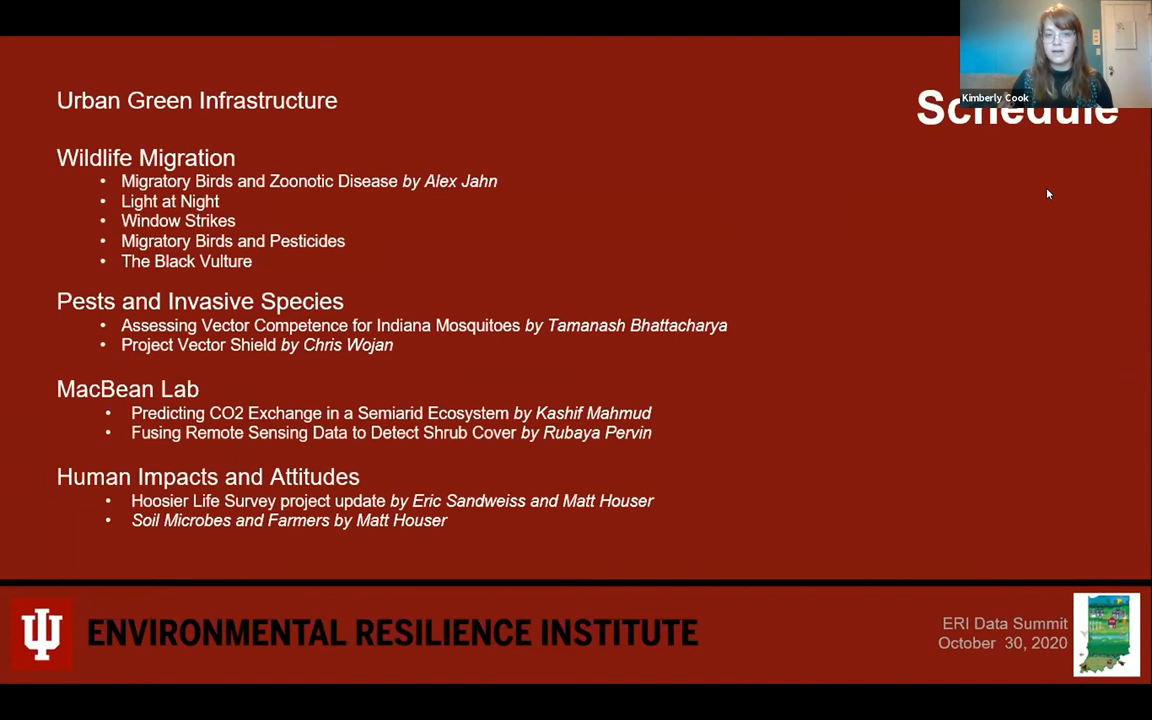 Kimberly Cook
Schedule
Urban Green Infrastructure
Wildlife Migration
• Migratory Birds and Zoonotic Disease by Alex Jahn
• Light at Night
• Window Strikes
• Migratory Birds and Pesticides
• The Black Vulture
Pests and Invasive Species
• Assessing Vector Competence for Indiana Mosquitoes by Tamanash Bhattacharya
• Project Vector Shield by Chris Wojan
MacBean Lab
• Predicting CO2 Exchange in a Semiarid Ecosystem by Kashif Mahmud
• Fusing Remote Sensing Data to Detect Shrub Cover by Rubaya Pervin
Human Impacts and Attitudes
• Hoosier Life Survey project update by Eric Sandweiss and Matt Houser
• Soil Microbes and Farmers by Matt Houser
ENVIRONMENTAL RESILIENCE INSTITUTE
ERI Data Summit
October 30, 2020